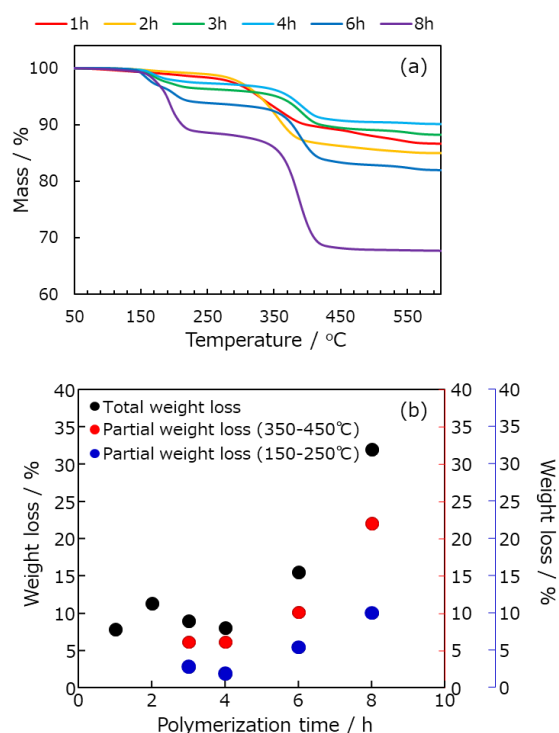 1h 2h 3h 4h 6h 8h
(a)
100
90
80
70
60
Mass / %
50 150 250 350 450 550
Temperature / °C
(b)
Total weight loss
Partial weight loss (350-450℃)
Partial weight loss (150-250℃)
40 40 40
35 35 35
30 30 30
25 25 25
20 20 20
15 15 15
10 10 10
5 5 5
0 0 0
Weight loss / %
Weight loss / %
0 2 4 6 8 10
Polymerization time / h